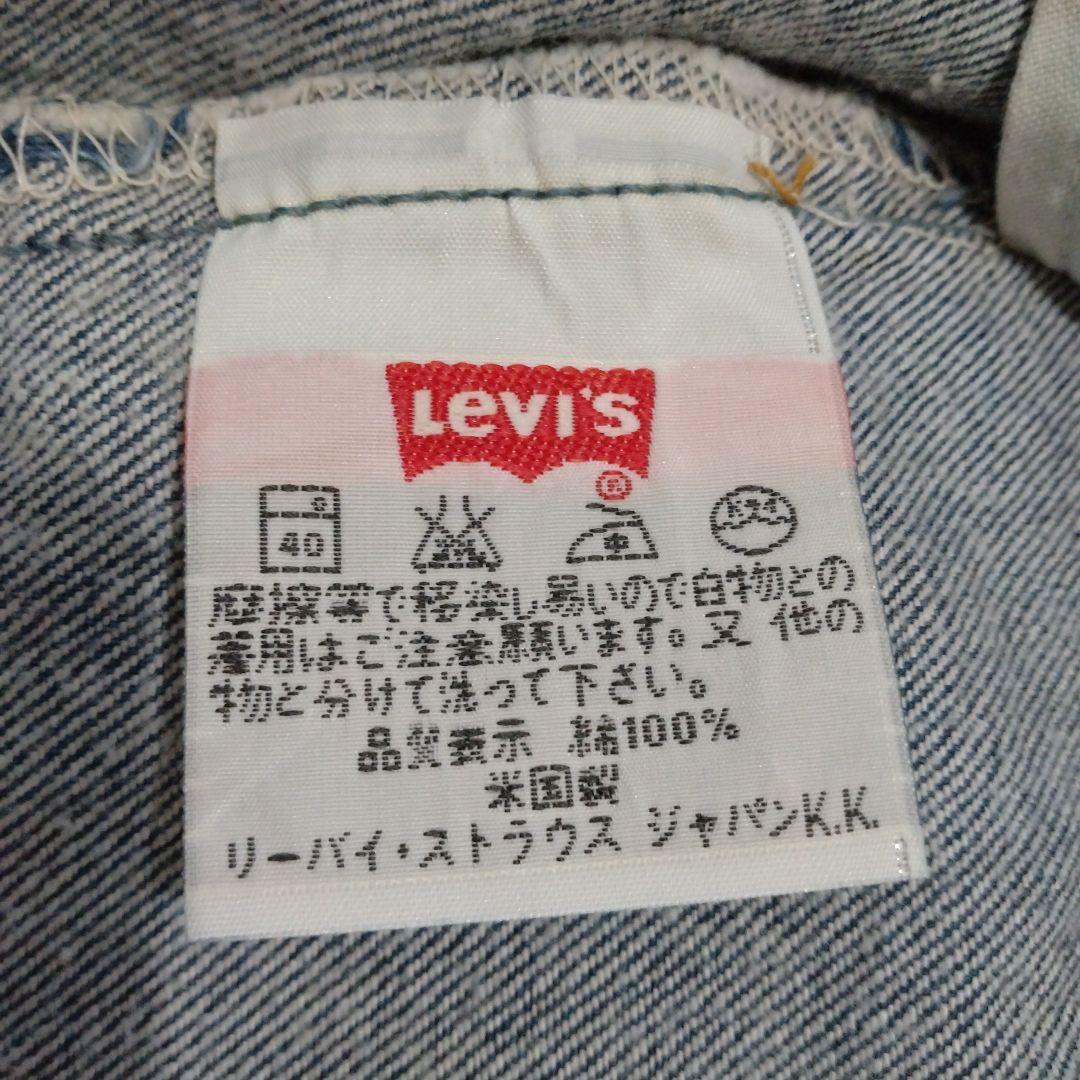 Levi's
®
40 中 ドライ
摩擦等で移染し易いので白物との
着用はご注意願います。又 他の
物と分けて洗って下さい。
品質表示 綿100%
米国製
リーバイ・ストラウス ジャパンK.K.